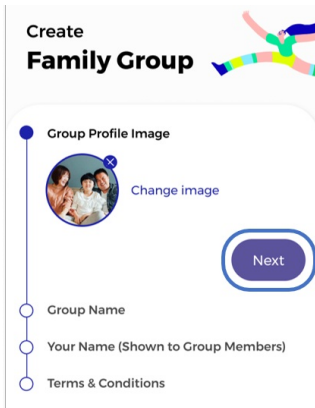 Create
Family Group
Group Profile Image
Change image
Next
Group Name
Your Name (Shown to Group Members)
Terms & Conditions